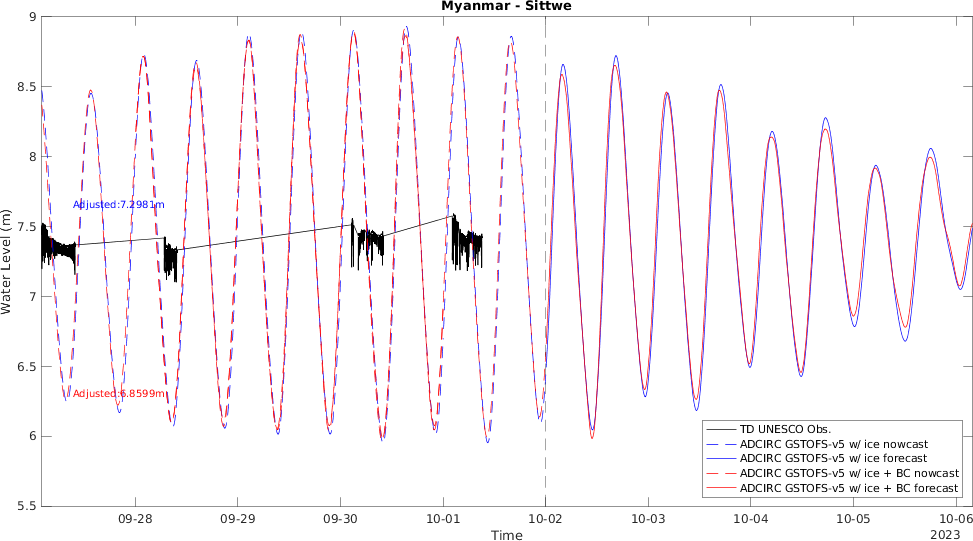 Myanmar - Sittwe
9
8.5
8
7.5
7
6.5
6
5.5
Water Level (m)
Adjusted:7.2981m
Adjusted:6.8599m
TD UNESCO Obs.
ADCIRC GSTOFS-v5 w/ ice nowcast
ADCIRC GSTOFS-v5 w/ ice forecast
ADCIRC GSTOFS-v5 w/ ice + BC nowcast
ADCIRC GSTOFS-v5 w/ ice + BC forecast
09-28 09-29 09-30 10-01 10-02 10-03 10-04 10-05 10-06
2023
Time